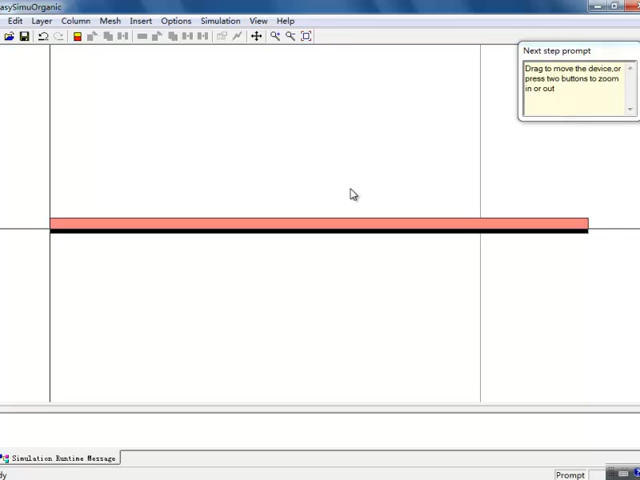 asySimuOrganic
Edit Layer Column Mesh Insert Options Simulation View Help
Next step prompt
Drag to move the device,or
press two buttons to zoom
in or out
Simulation Runtime Message
dy
Prompt